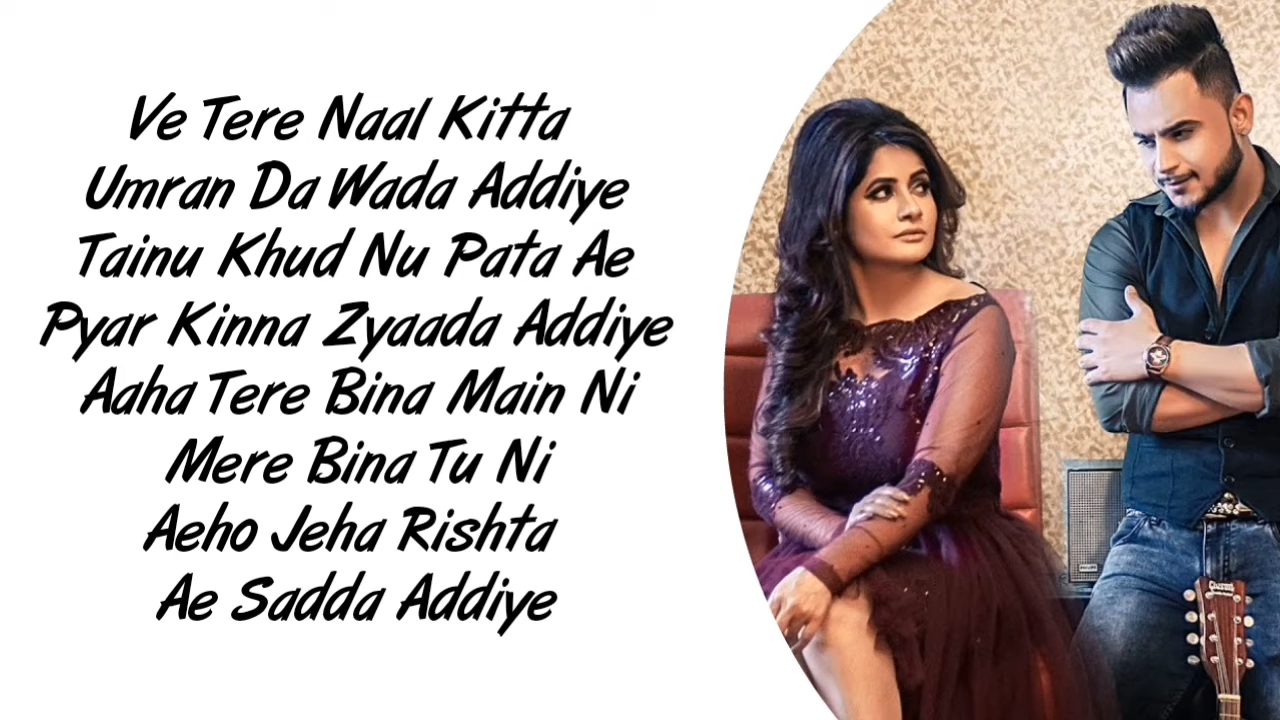 Ve Tere Naal Kitta
Umran Da Wada Addiye
Tainu Khud Nu Pata Ae
Pyar Kinna Zyaada Addiye
Aaha Tere Bina Main Ni
Mere Bina Tu Ni
Aeho Jeha Rishta
Ae Sadda Addiye
PHILIPS